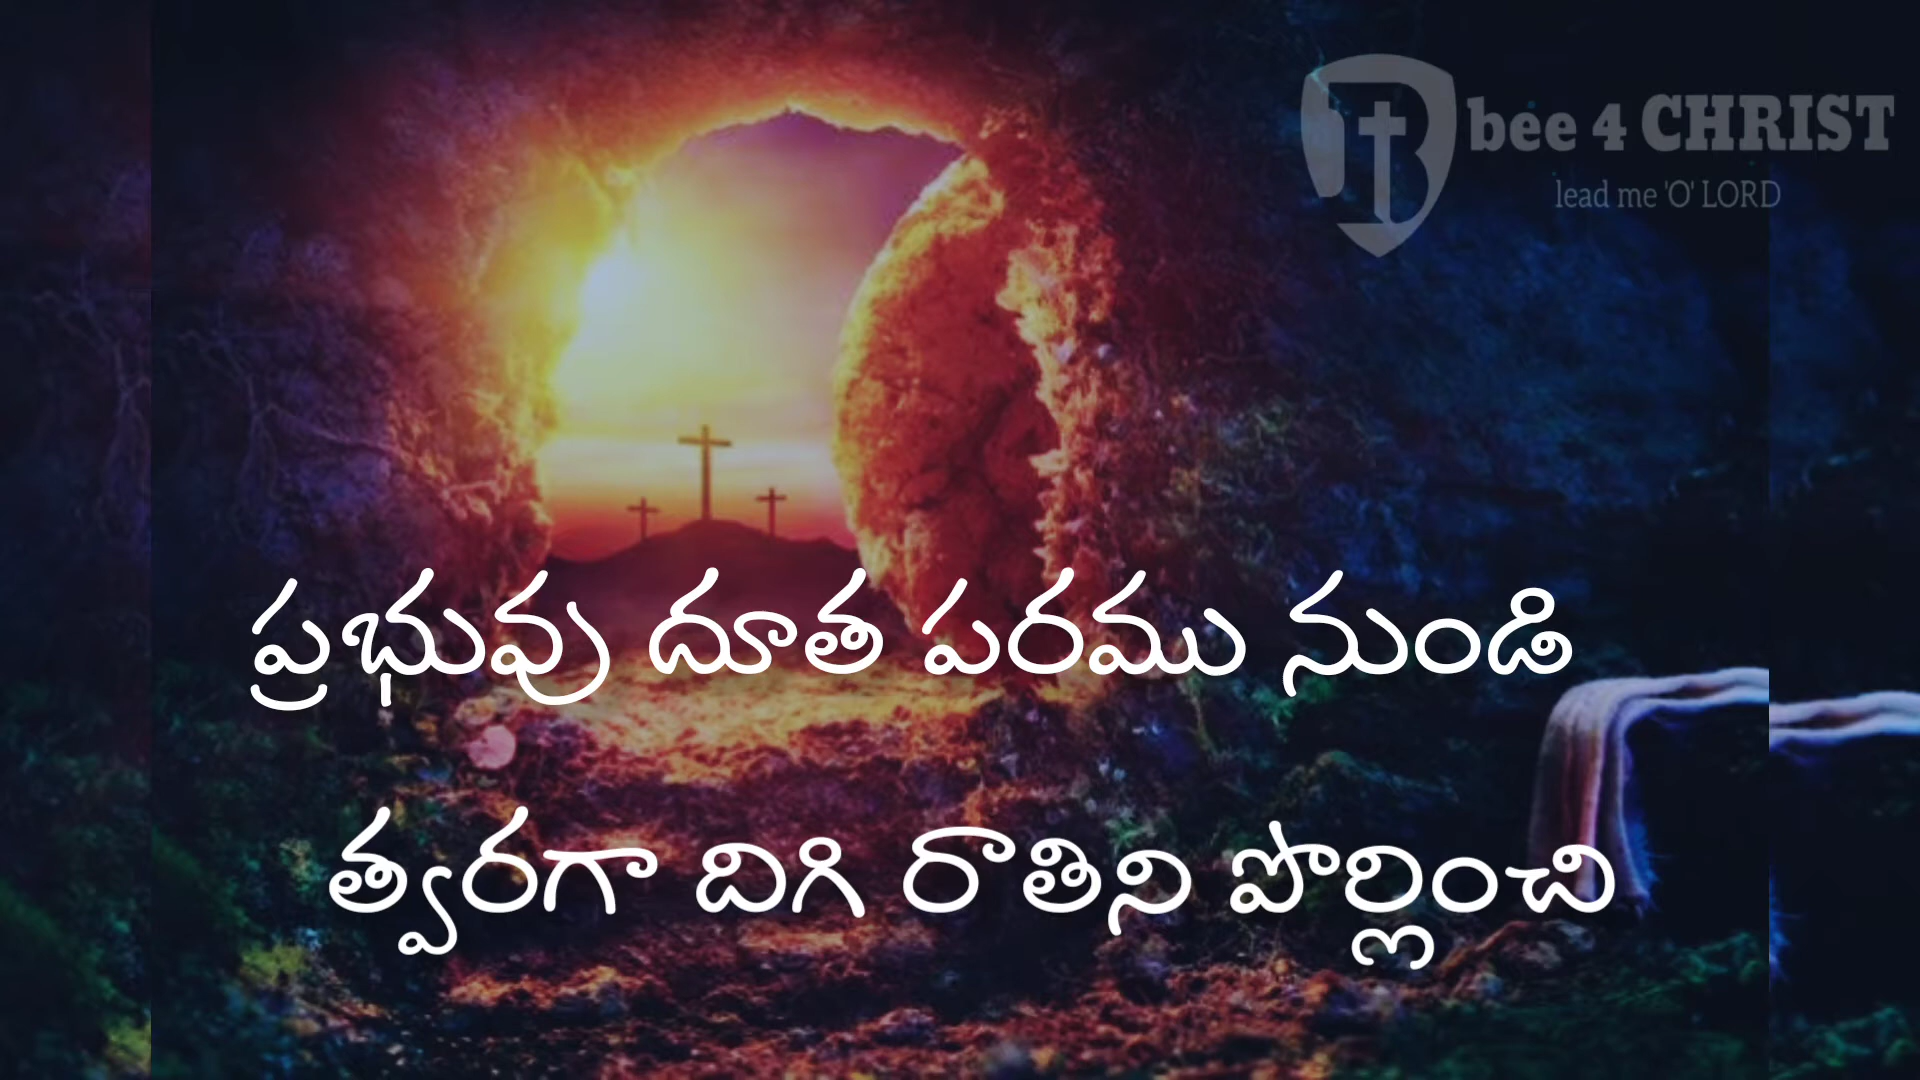 bee 4 CHRIST
lead me 'O' LORD
ప్రభువు దూత పరము నుండి
త్వరగా దిగి రాతిని పొర్లించి